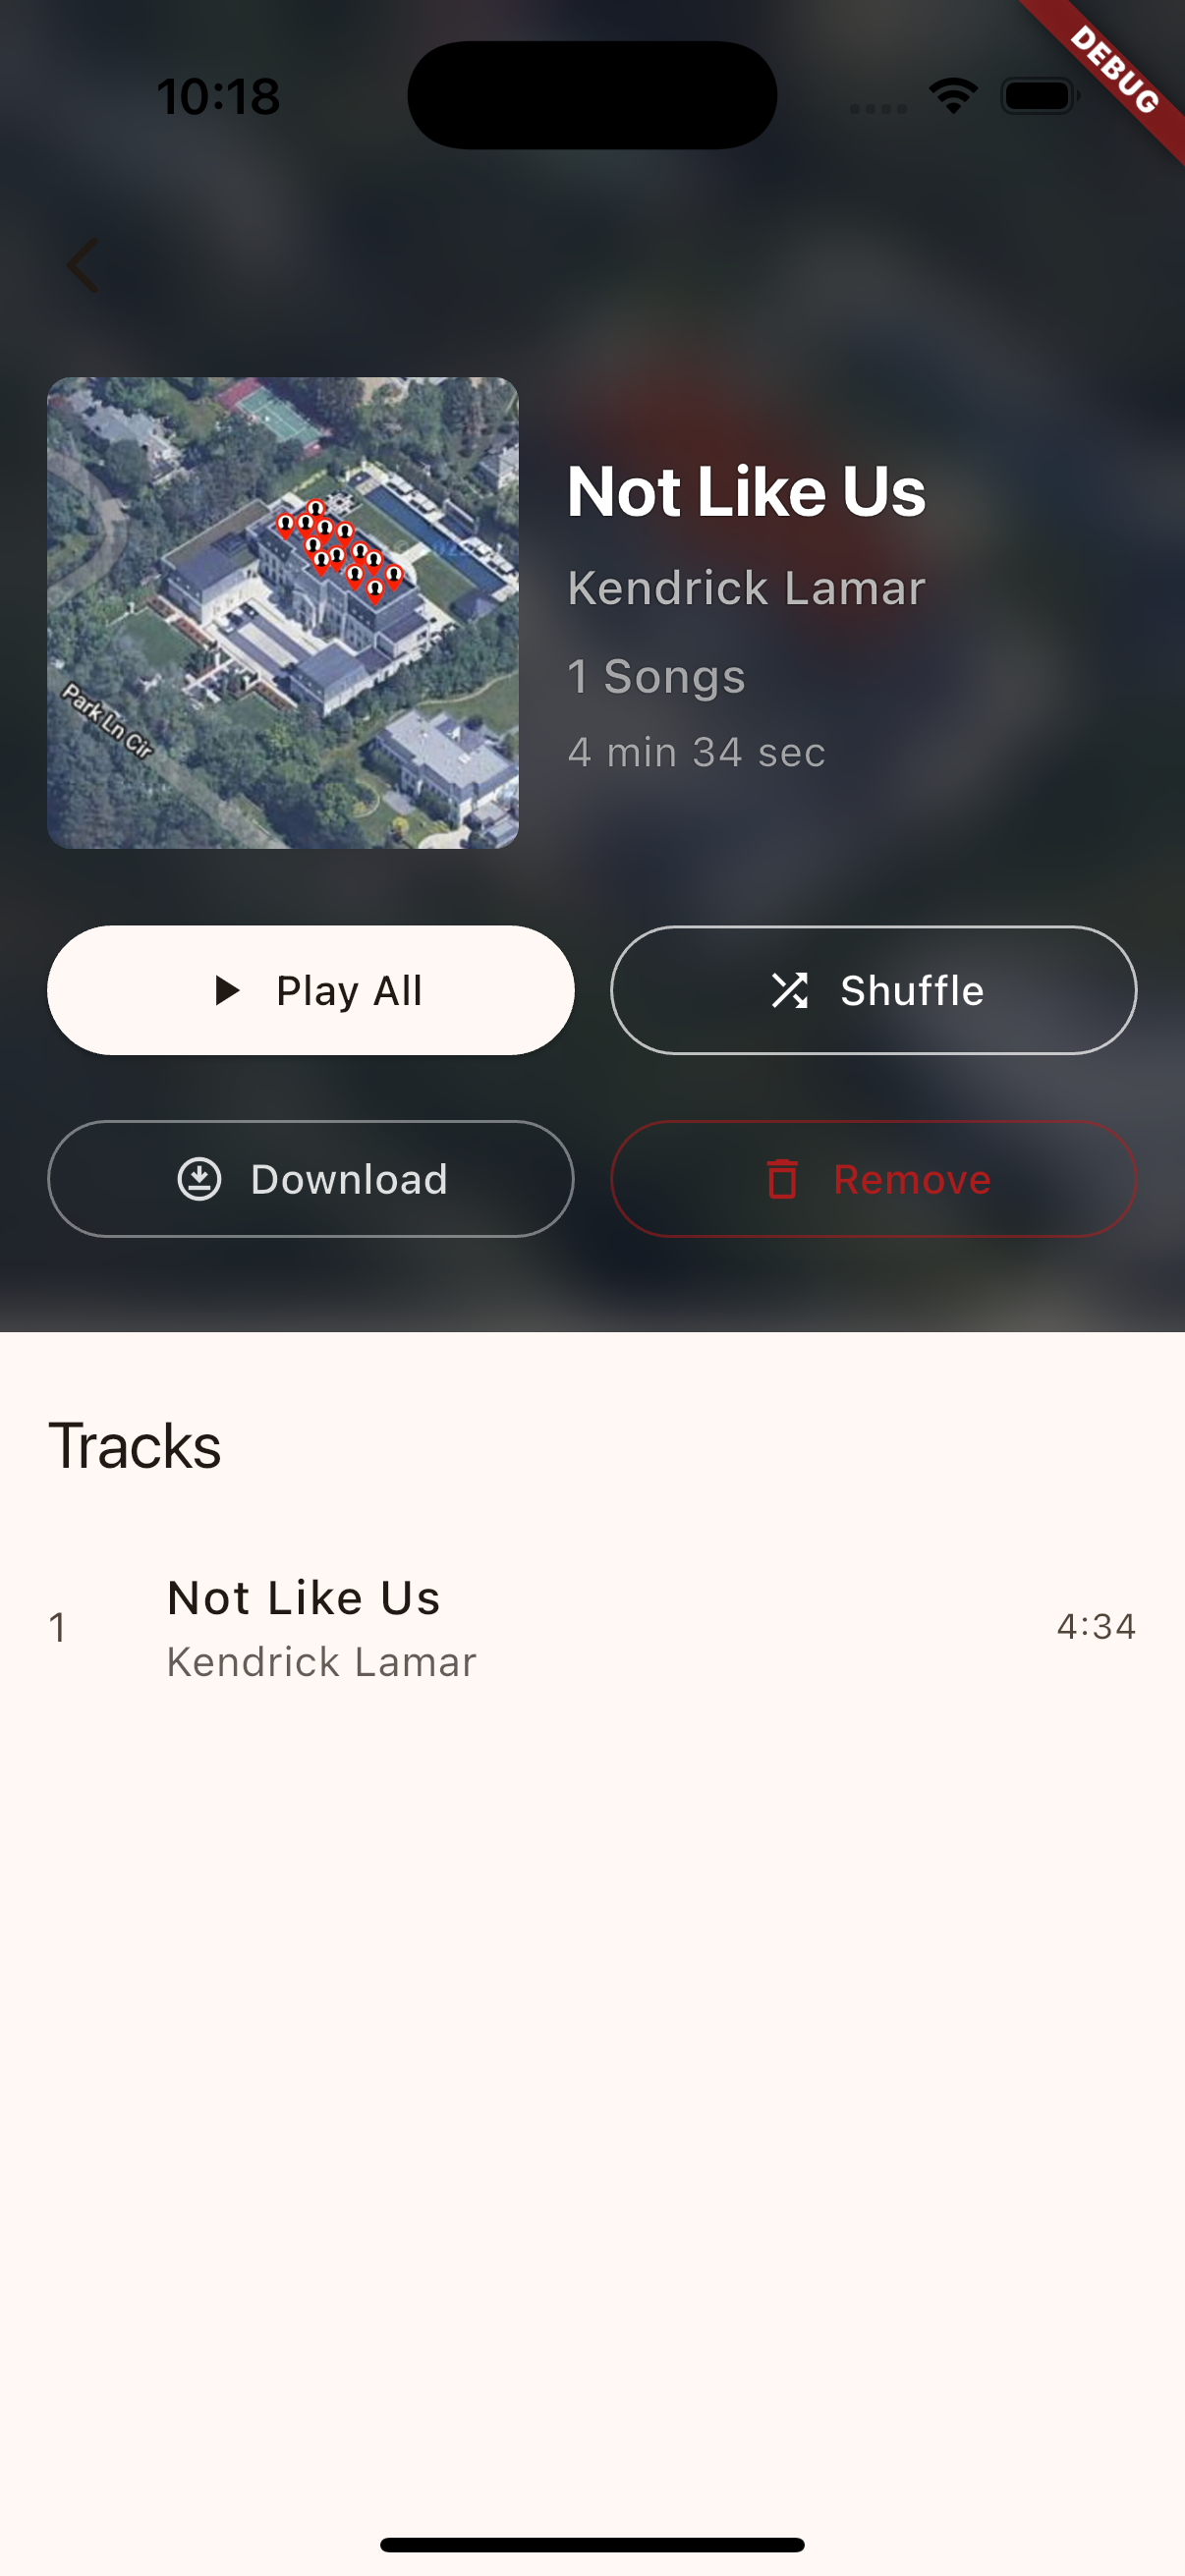 10:18
DEBUG
Park Ln Cir
Not Like Us
Kendrick Lamar
1 Songs
4 min 34 sec
Play All
Shuffle
Download
Remove
Tracks
1
Not Like Us
Kendrick Lamar
4:34